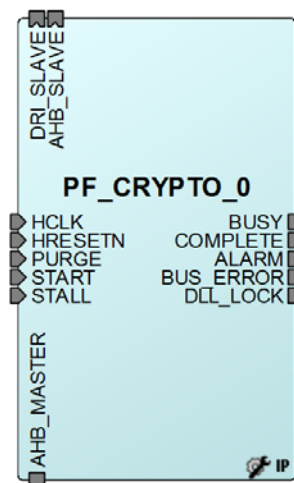 DRI_SLAVE
AHB_SLAVE
PF_CRYPTO_0
HCLK
HRESETN
PURGE
START
STALL
BUSY
COMPLETE
ALARM
BUS_ERROR
DLL_LOCK
AHB_MASTER
IP